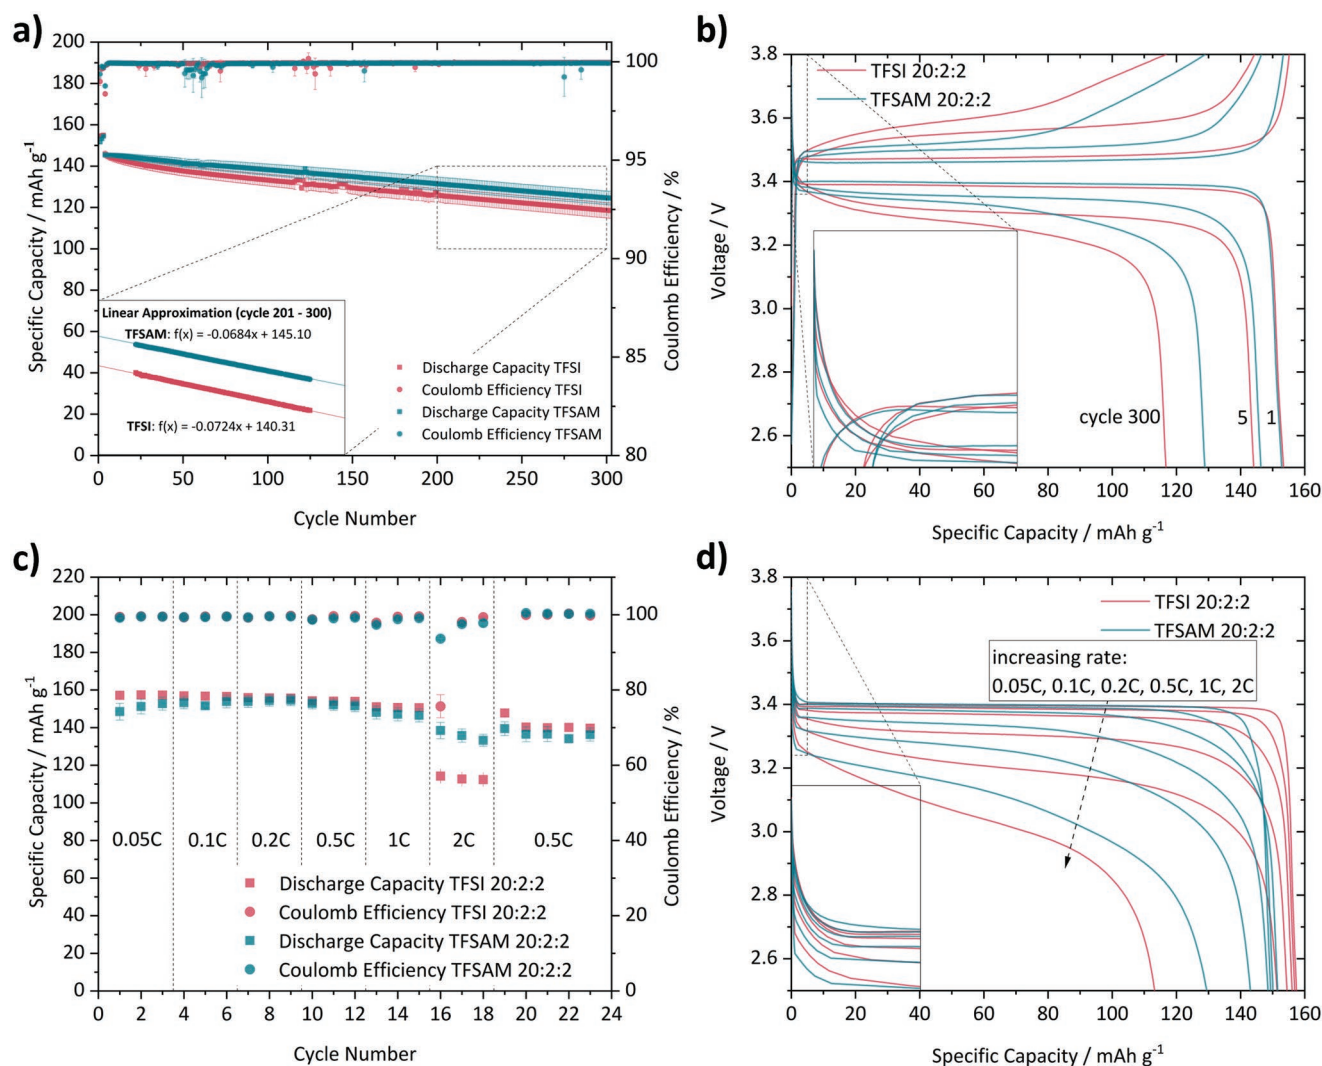 a)
200
190
180
170
160
150
140
130
120
110
100
90
80
70
60
50
40
30
20
10
0
Specific Capacity / mAh g⁻¹
100
95
90
85
80
Coulomb Efficiency / %
Linear Approximation (cycle 201 - 300)
TFSAM: f(x) = -0.0684x + 145.10
TFSI: f(x) = -0.0724x + 140.31
Discharge Capacity TFSI
Coulomb Efficiency TFSI
Discharge Capacity TFSAM
Coulomb Efficiency TFSAM
0 50 100 150 200 250 300
Cycle Number
b)
3.8
3.6
3.4
3.2
3.0
2.8
2.6
Voltage / V
TFSI 20:2:2
TFSAM 20:2:2
cycle 300 5 1
0 20 40 60 80 100 120 140 160
Specific Capacity / mAh g⁻¹
c)
220
200
180
160
140
120
100
80
60
40
20
0
Specific Capacity / mAh g⁻¹
100
80
60
40
20
0
Coulomb Efficiency / %
0.05C 0.1C 0.2C 0.5C 1C 2C 0.5C
Discharge Capacity TFSI 20:2:2
Coulomb Efficiency TFSI 20:2:2
Discharge Capacity TFSAM 20:2:2
Coulomb Efficiency TFSAM 20:2:2
0 2 4 6 8 10 12 14 16 18 20 22 24
Cycle Number
d)
3.8
3.6
3.4
3.2
3.0
2.8
2.6
Voltage / V
TFSI 20:2:2
TFSAM 20:2:2
increasing rate:
0.05C, 0.1C, 0.2C, 0.5C, 1C, 2C
0 20 40 60 80 100 120 140 160
Specific Capacity / mAh g⁻¹